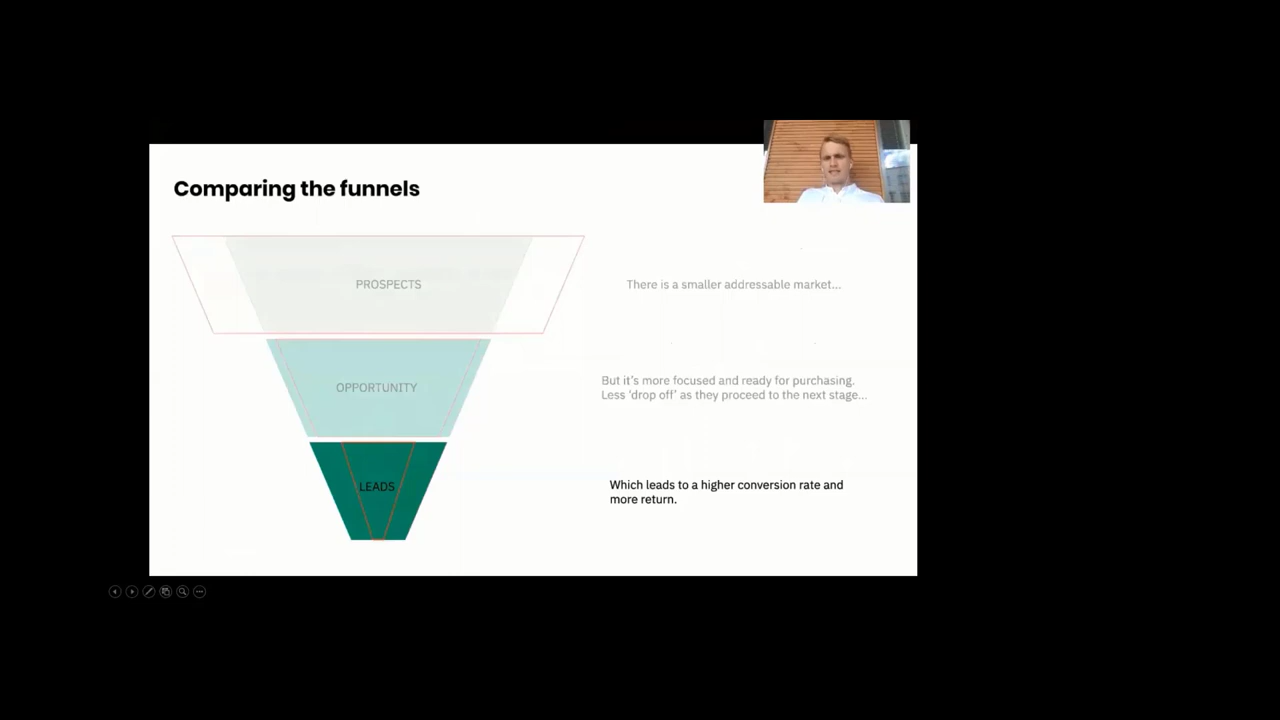 Comparing the funnels
PROSPECTS
There is a smaller addressable market...
OPPORTUNITY
But it's more focused and ready for purchasing.
Less 'drop off' as they proceed to the next stage...
LEADS
Which leads to a higher conversion rate and
more return.